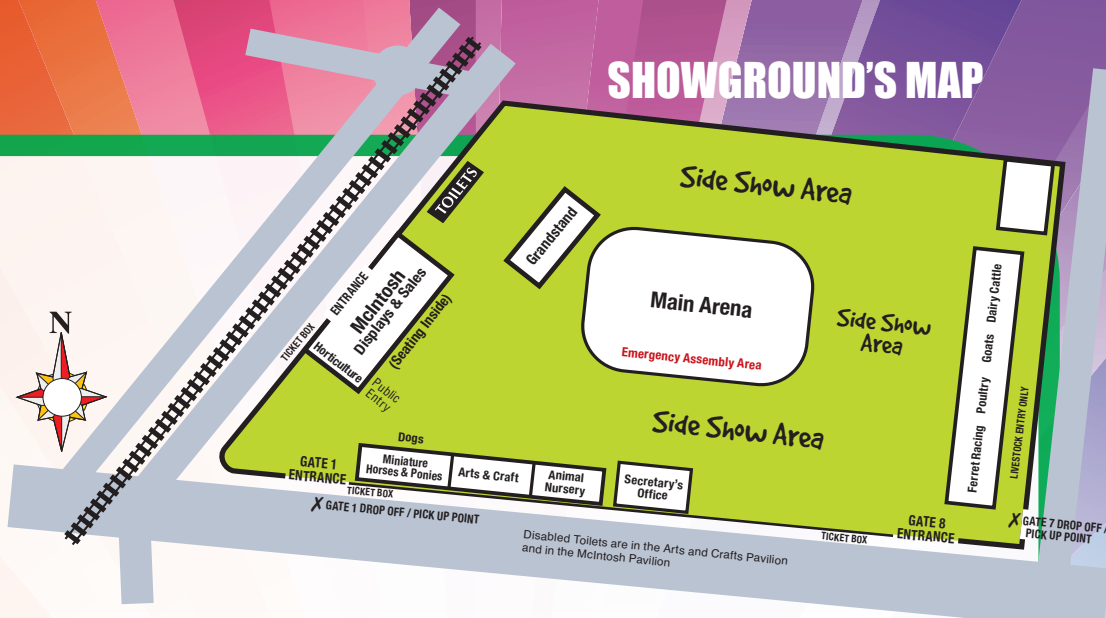 SHOWGROUND'S MAP
Side Show Area
TOILETS
Grandstand
Main Arena
Emergency Assembly Area
Side Show
Area
Dairy Cattle
Goats
Poultry
Ferret Racing
LIVESTOCK ENTRY ONLY
ENTRANCE
TICKET BOX
McIntosh
Displays & Sales
(Seating Inside)
Horticulture
Public
Entry
N
Side Show Area
Dogs
Miniature
Horses & Ponies
Arts & Craft
Animal
Nursery
Secretary's
Office
GATE 1
ENTRANCE
TICKET BOX
✗ GATE 1 DROP OFF / PICK UP POINT
GATE 8
ENTRANCE
TICKET BOX
✗ GATE 7 DROP OFF /
PICK UP POINT
Disabled Toilets are in the Arts and Crafts Pavilion
and in the McIntosh Pavilion